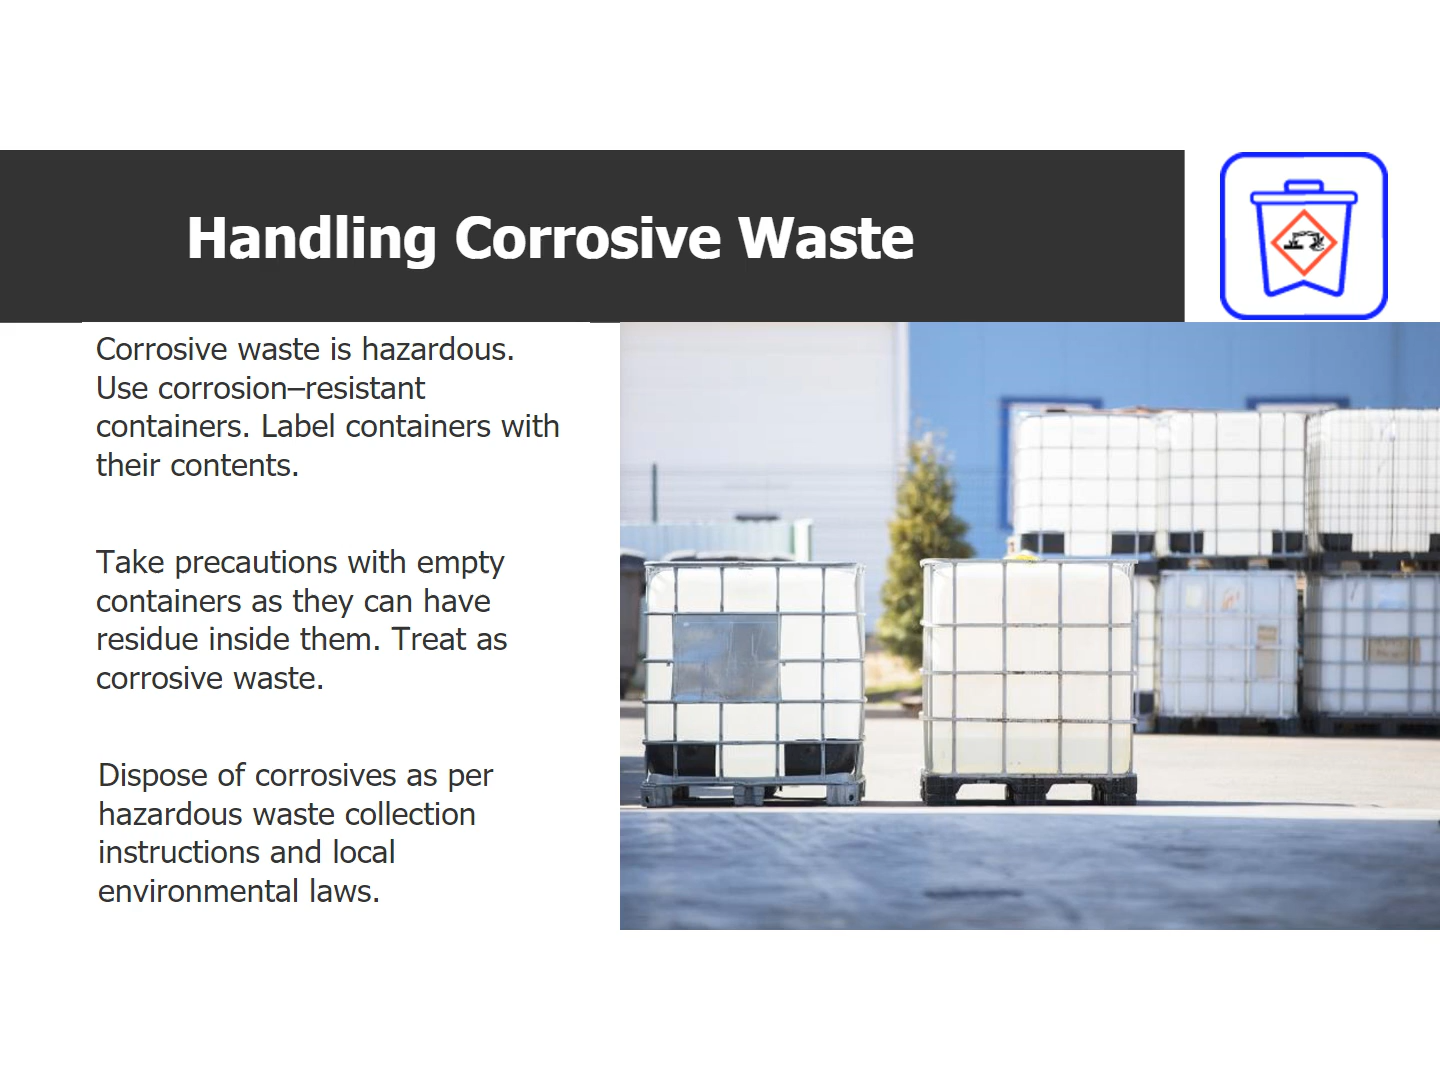 Handling Corrosive Waste
Corrosive waste is hazardous.
Use corrosion–resistant
containers. Label containers with
their contents.
Take precautions with empty
containers as they can have
residue inside them. Treat as
corrosive waste.
Dispose of corrosives as per
hazardous waste collection
instructions and local
environmental laws.